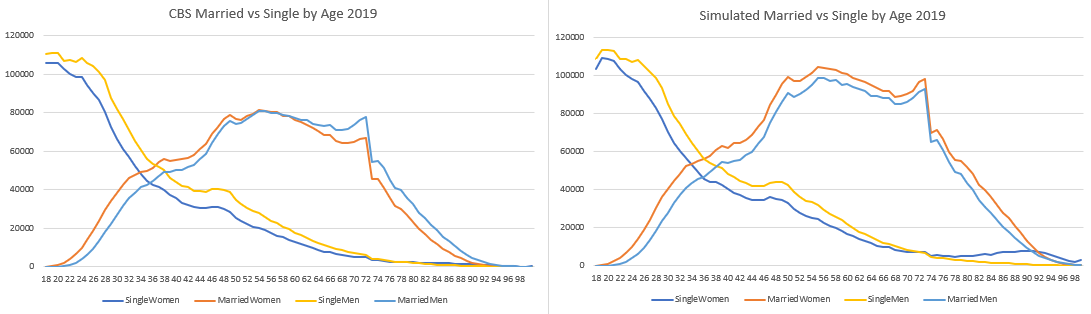 CBS Married vs Single by Age 2019
120000
100000
80000
60000
40000
20000
0
18 20 22 24 26 28 30 32 34 36 38 40 42 44 46 48 50 52 54 56 58 60 62 64 66 68 70 72 74 76 78 80 82 84 86 88 90 92 94 96 98
SingleWomen MarriedWomen SingleMen MarriedMen
Simulated Married vs Single by Age 2019
120000
100000
80000
60000
40000
20000
0
18 20 22 24 26 28 30 32 34 36 38 40 42 44 46 48 50 52 54 56 58 60 62 64 66 68 70 72 74 76 78 80 82 84 86 88 90 92 94 96 98
SingleWomen MarriedWomen SingleMen MarriedMen